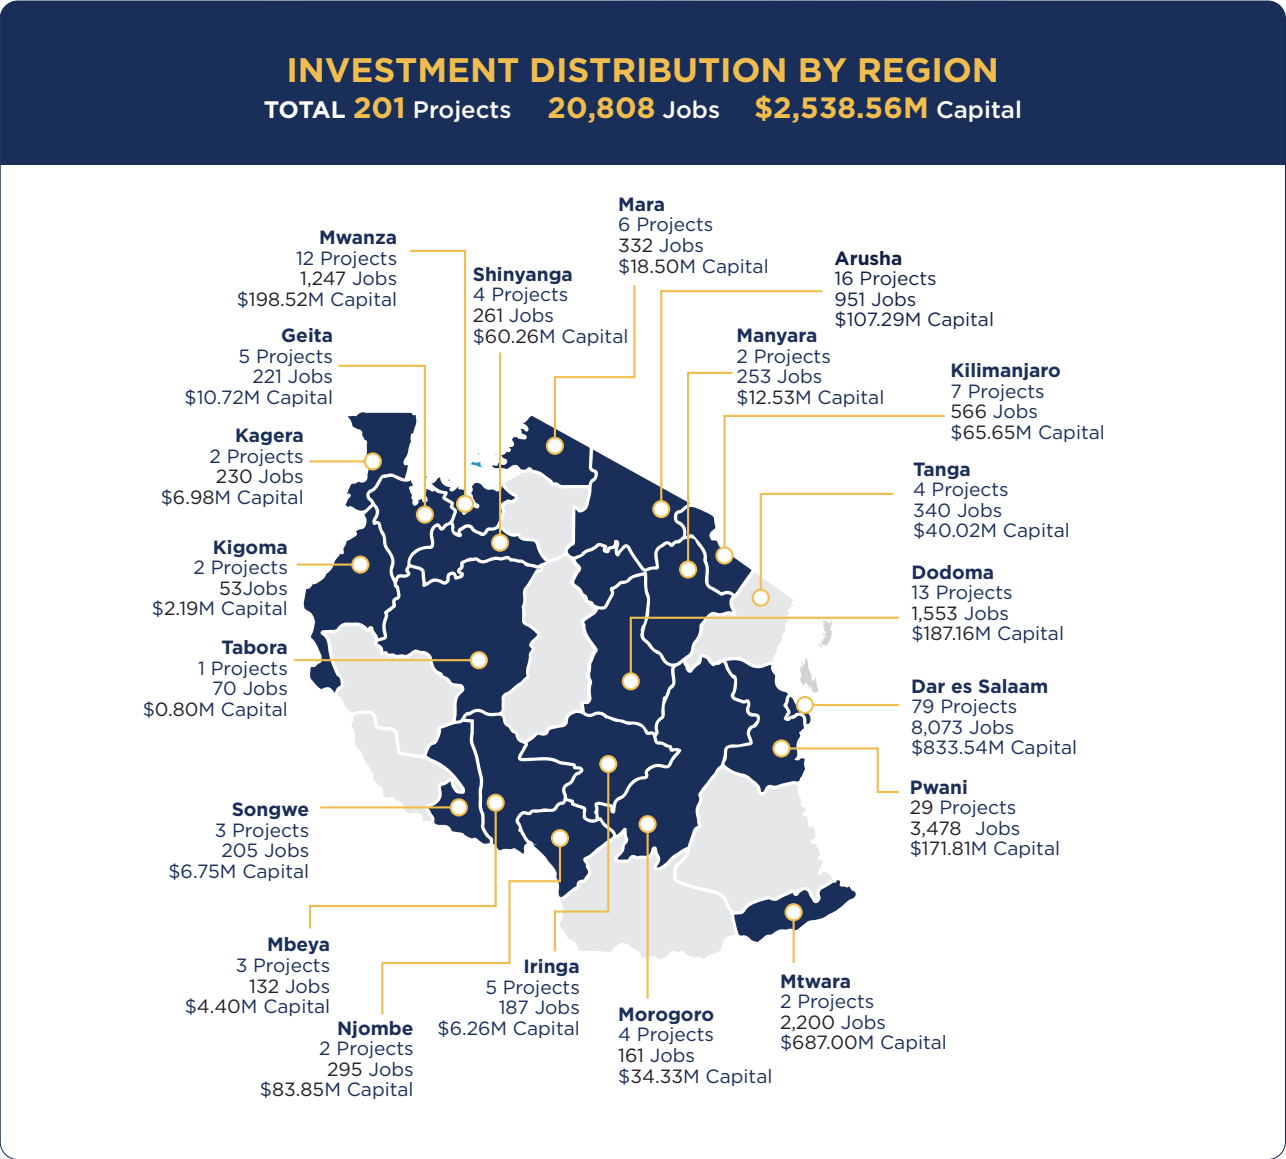 INVESTMENT DISTRIBUTION BY REGION
TOTAL 201 Projects 20,808 Jobs $2,538.56M Capital
Mara
6 Projects
332 Jobs
$18.50M Capital
Mwanza
12 Projects
1,247 Jobs
$198.52M Capital
Shinyanga
4 Projects
261 Jobs
$60.26M Capital
Arusha
16 Projects
951 Jobs
$107.29M Capital
Geita
5 Projects
221 Jobs
$10.72M Capital
Manyara
2 Projects
253 Jobs
$12.53M Capital
Kilimanjaro
7 Projects
566 Jobs
$65.65M Capital
Kagera
2 Projects
230 Jobs
$6.98M Capital
Tanga
4 Projects
340 Jobs
$40.02M Capital
Kigoma
2 Projects
53Jobs
$2.19M Capital
Dodoma
13 Projects
1,553 Jobs
$187.16M Capital
Tabora
1 Projects
70 Jobs
$0.80M Capital
Dar es Salaam
79 Projects
8,073 Jobs
$833.54M Capital
Pwani
29 Projects
3,478 Jobs
$171.81M Capital
Songwe
3 Projects
205 Jobs
$6.75M Capital
Mbeya
3 Projects
132 Jobs
$4.40M Capital
Iringa
5 Projects
187 Jobs
$6.26M Capital
Mtwara
2 Projects
2,200 Jobs
$687.00M Capital
Njombe
2 Projects
295 Jobs
$83.85M Capital
Morogoro
4 Projects
161 Jobs
$34.33M Capital